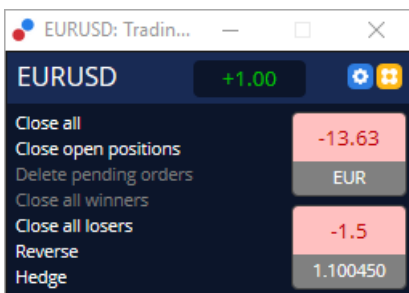 EURUSD: Tradin...
EURUSD +1.00
Close all
Close open positions
Delete pending orders
Close all winners
Close all losers
Reverse
Hedge
-13.63
EUR
-1.5
1.100450